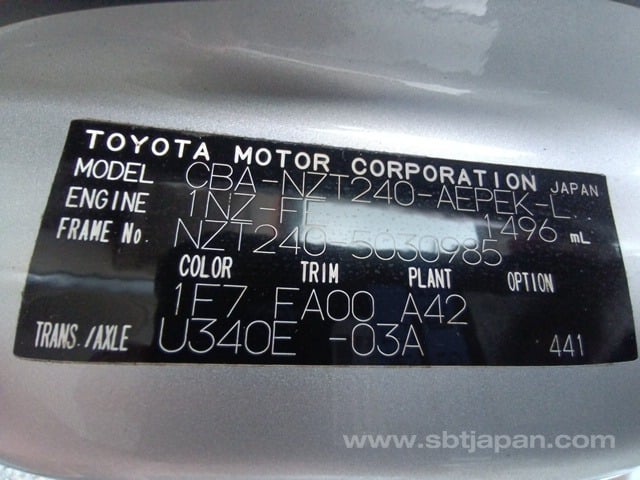 TOYOTA MOTOR CORPORATION JAPAN
MODEL CBA-NZT240-AEPEK-L
ENGINE 1NZ-FE 1496 mL
FRAME No. NZT240-5030985
COLOR TRIM PLANT OPTION
1F7 FA00 A42
TRANS./AXLE U340E -03A 441
www.sbtjapan.com